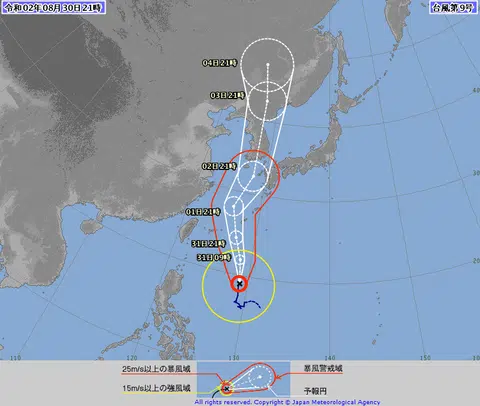 令和02年08月30日21時
台風第9号
04日21時
03日21時
02日21時
01日21時
31日21時
31日09時
40
30
20
110
120
130
140
150
25m/s以上の暴風域
暴風警戒域
15m/s以上の強風域
予報円
All rights reserved. Copyright © Japan Meteorological Agency